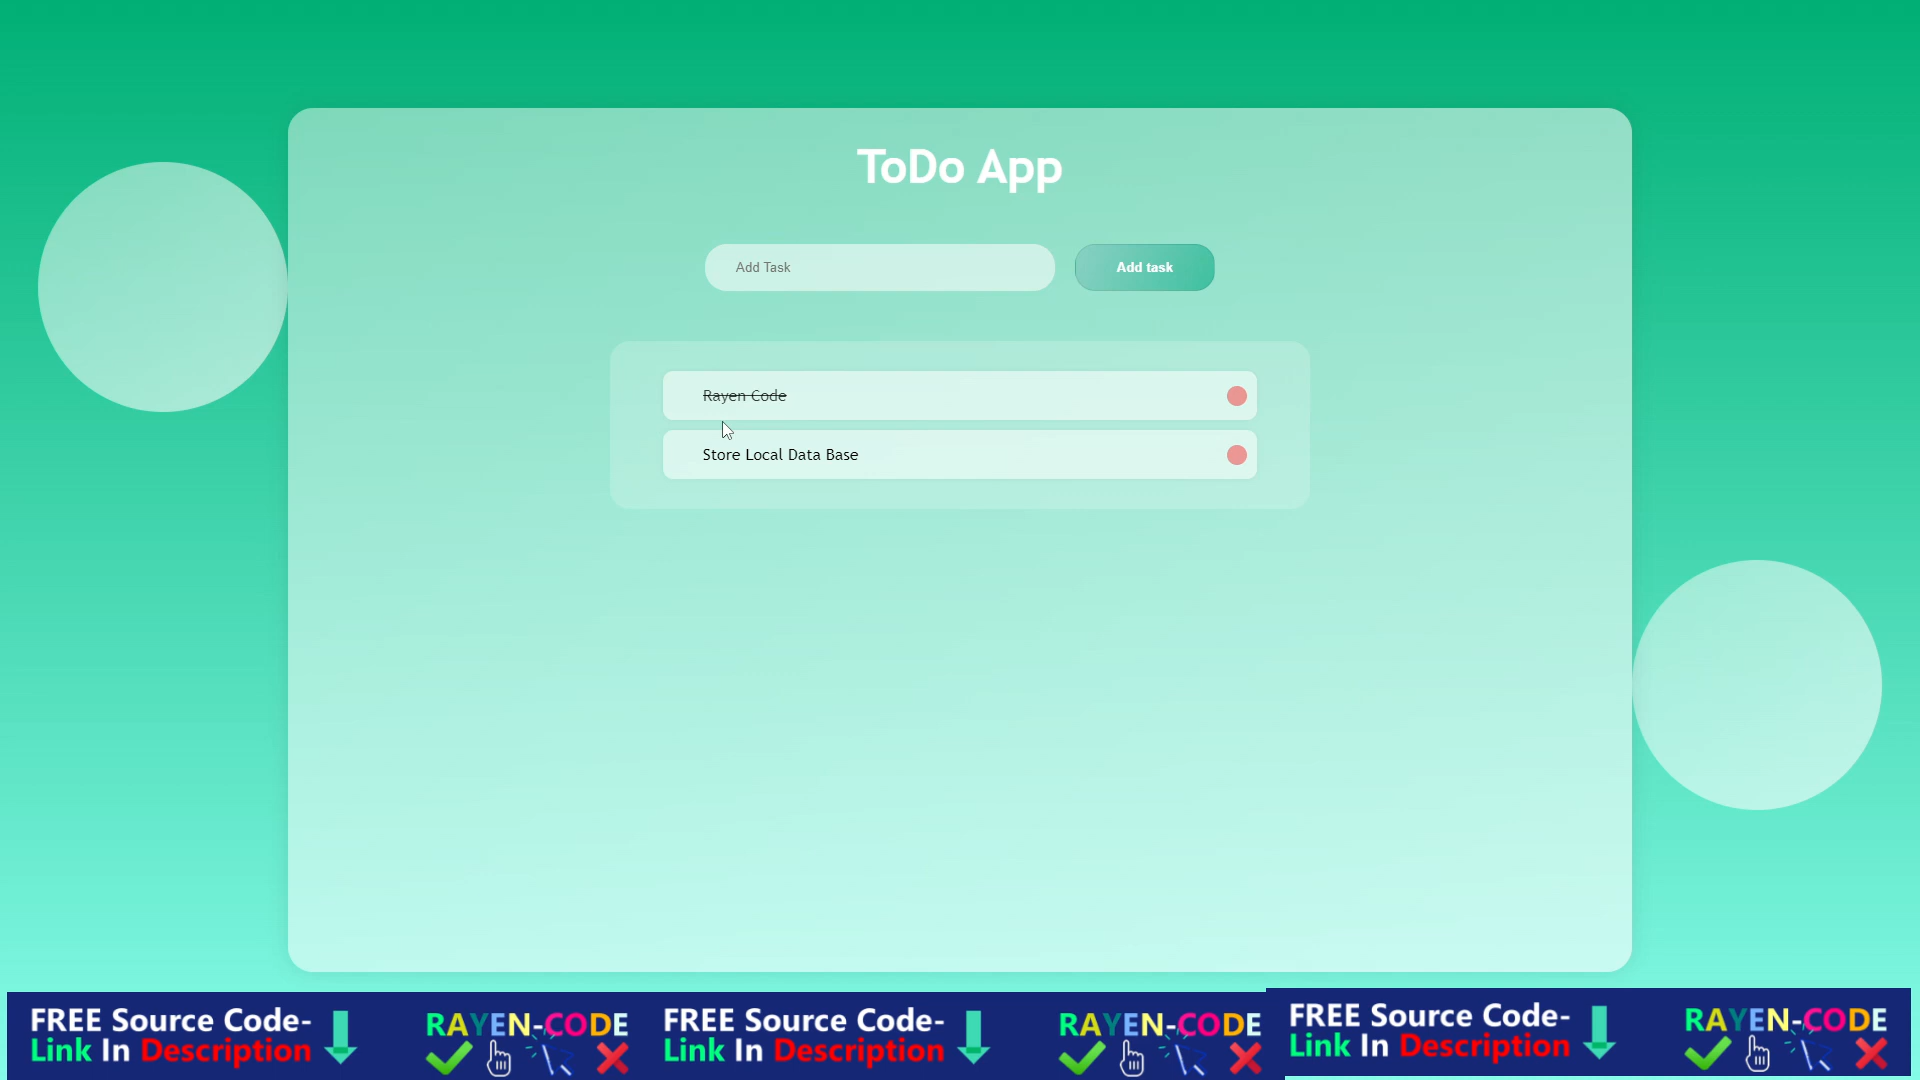 ToDo App
Add Task
Add task
Rayen Code
Store Local Data Base
FREE Source Code-
Link In Description
RAYEN-CODE
FREE Source Code-
Link In Description
RAYEN-CODE
FREE Source Code-
Link In Description
RAYEN-CODE